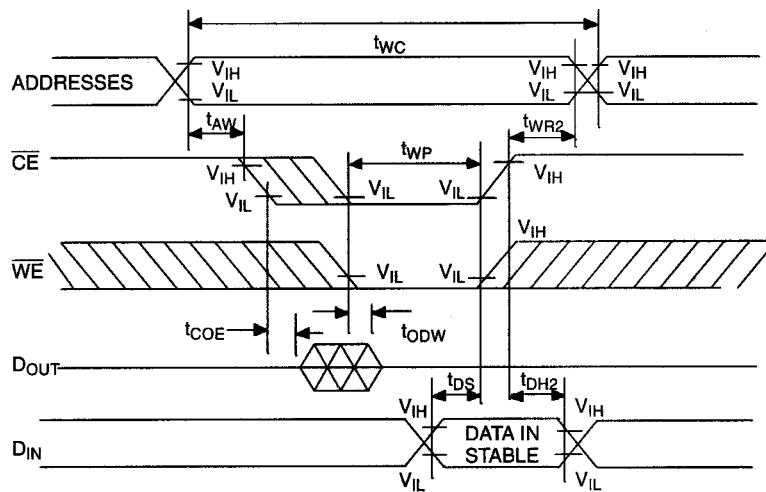 tWC
ADDRESSES
VIH
VIL
VIH
VIL
VIH
VIL
tAW
tWR2
CE
VIH
VIL
tWP
VIL
VIL
VIH
WE
VIL
VIL
VIH
tCOE
tODW
DOUT
tDS
tDH2
DIN
VIH
VIL
DATA IN
STABLE
VIH
VIL